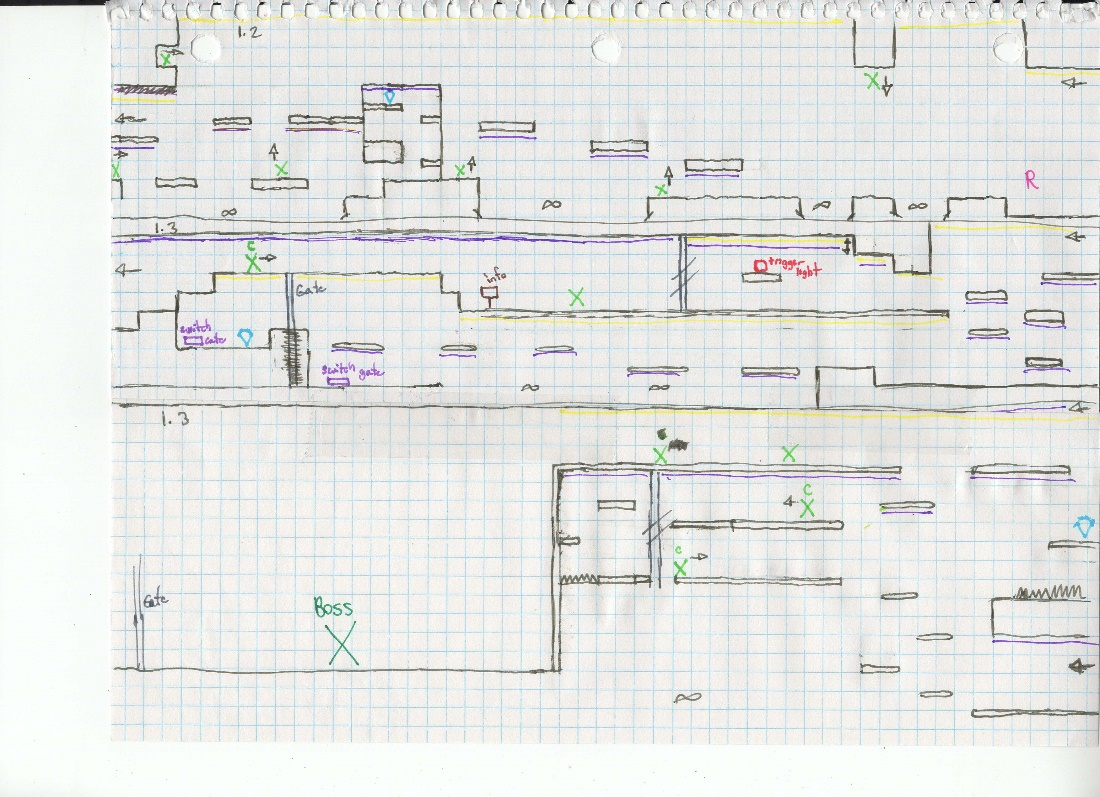 1.2
X
X
X
X
X
X
R
1.3
C
X
Gate
info
X
trigger
light
switch
gate
switch gate
1.3
X
X
C
X
C
X
Gate
Boss
X